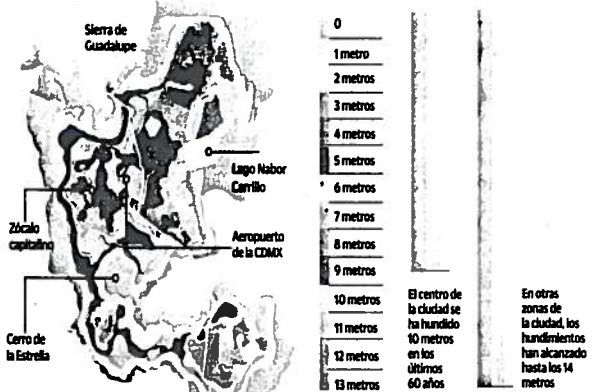 Sierra de
Guadalupe
Lago Nabor
Carrillo
Zócalo
capitalino
Aeropuerto
de la CDMX
Cerro de
la Estrella
0
1 metro
2 metros
3 metros
4 metros
5 metros
6 metros
7 metros
8 metros
9 metros
10 metros
11 metros
12 metros
13 metros
El centro de
la ciudad se
ha hundido
10 metros
en los
últimos
60 años
En otras
zonas de
la ciudad, los
hundimientos
han alcanzado
hasta los 14
metros